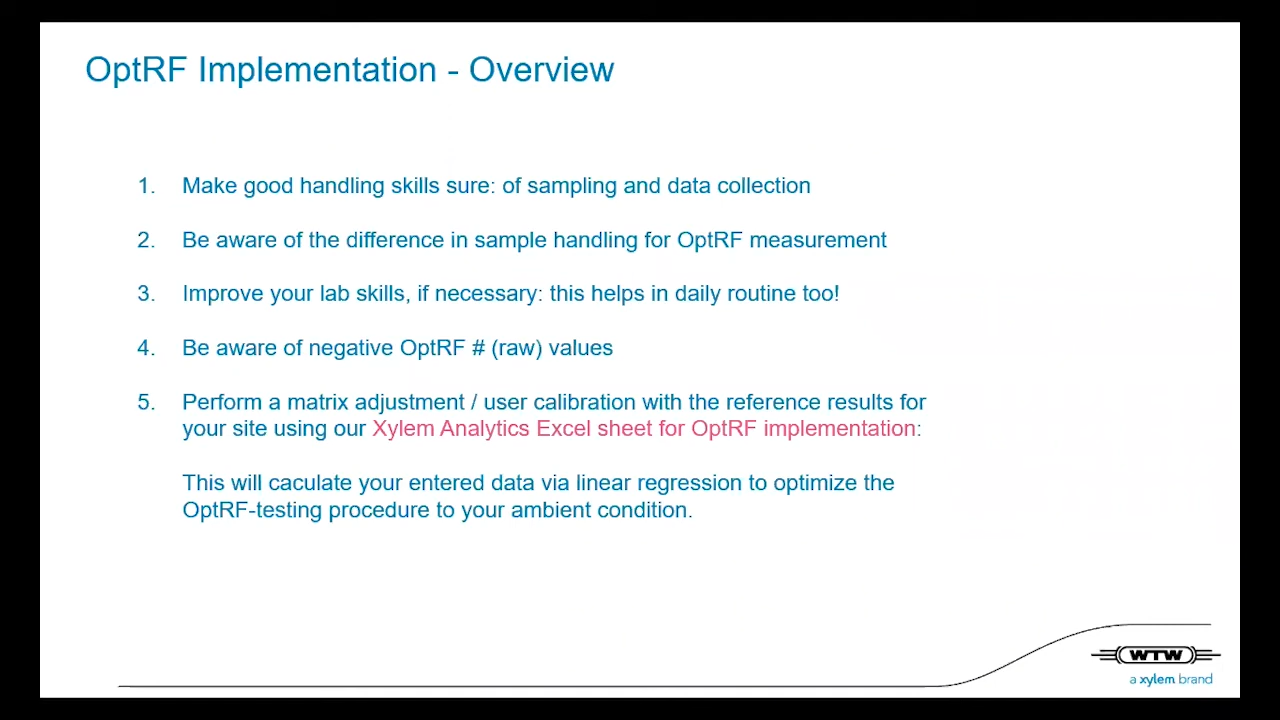 OptRF Implementation - Overview
1. Make good handling skills sure: of sampling and data collection
2. Be aware of the difference in sample handling for OptRF measurement
3. Improve your lab skills, if necessary: this helps in daily routine too!
4. Be aware of negative OptRF # (raw) values
5. Perform a matrix adjustment / user calibration with the reference results for
your site using our Xylem Analytics Excel sheet for OptRF implementation:
This will caculate your entered data via linear regression to optimize the
OptRF-testing procedure to your ambient condition.
WTW
a xylem brand